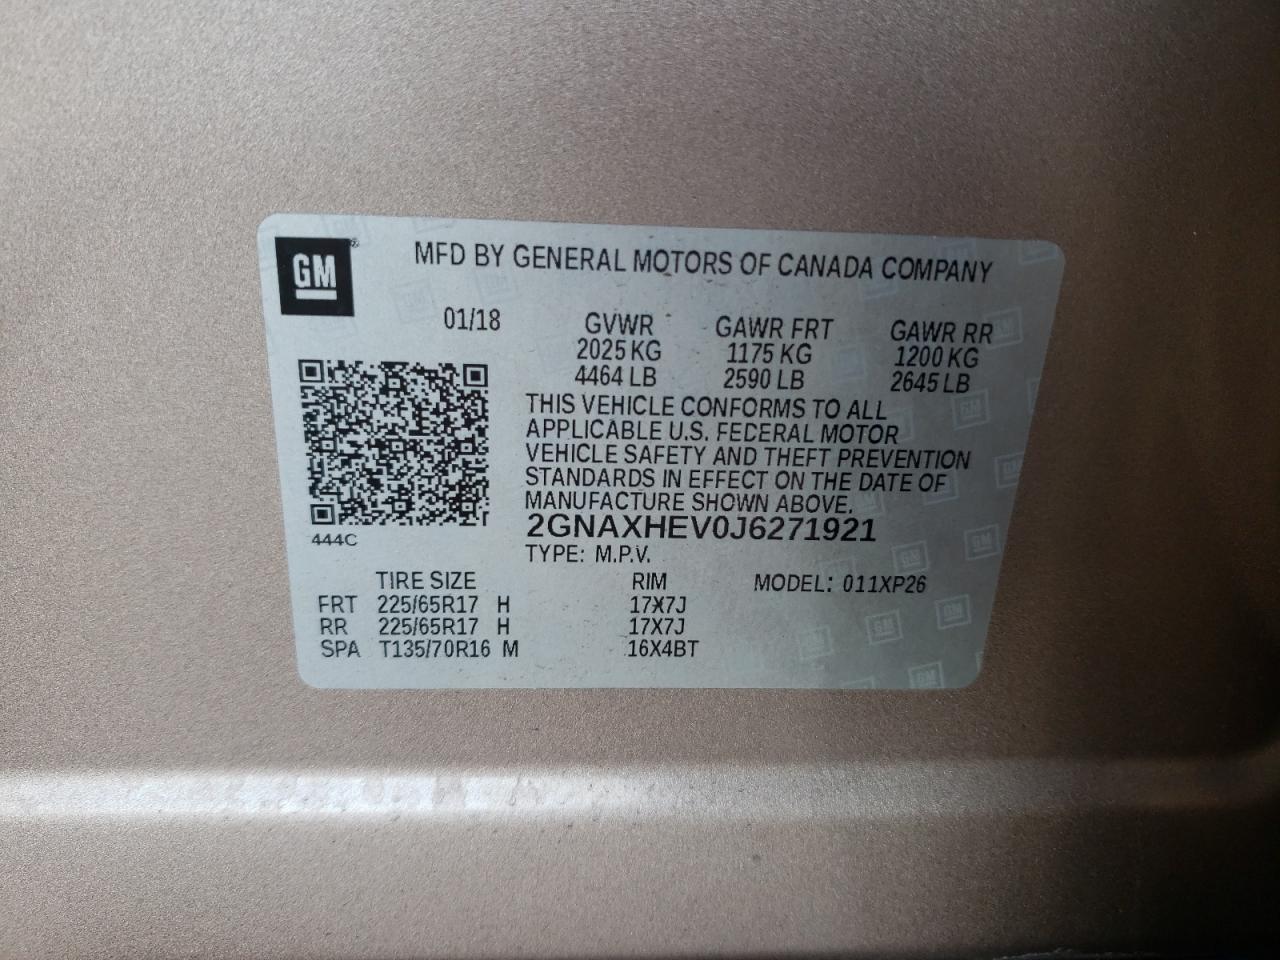 GM
MFD BY GENERAL MOTORS OF CANADA COMPANY
01/18 GVWR GAWR FRT GAWR RR
2025 KG 1175 KG 1200 KG
4464 LB 2590 LB 2645 LB
THIS VEHICLE CONFORMS TO ALL
APPLICABLE U.S. FEDERAL MOTOR
VEHICLE SAFETY AND THEFT PREVENTION
STANDARDS IN EFFECT ON THE DATE OF
MANUFACTURE SHOWN ABOVE.
2GNAXHEV0J6271921
444C
TYPE: M.P.V.
TIRE SIZE RIM MODEL: 011XP26
FRT 225/65R17 H 17X7J
RR 225/65R17 H 17X7J
SPA T135/70R16 M 16X4BT